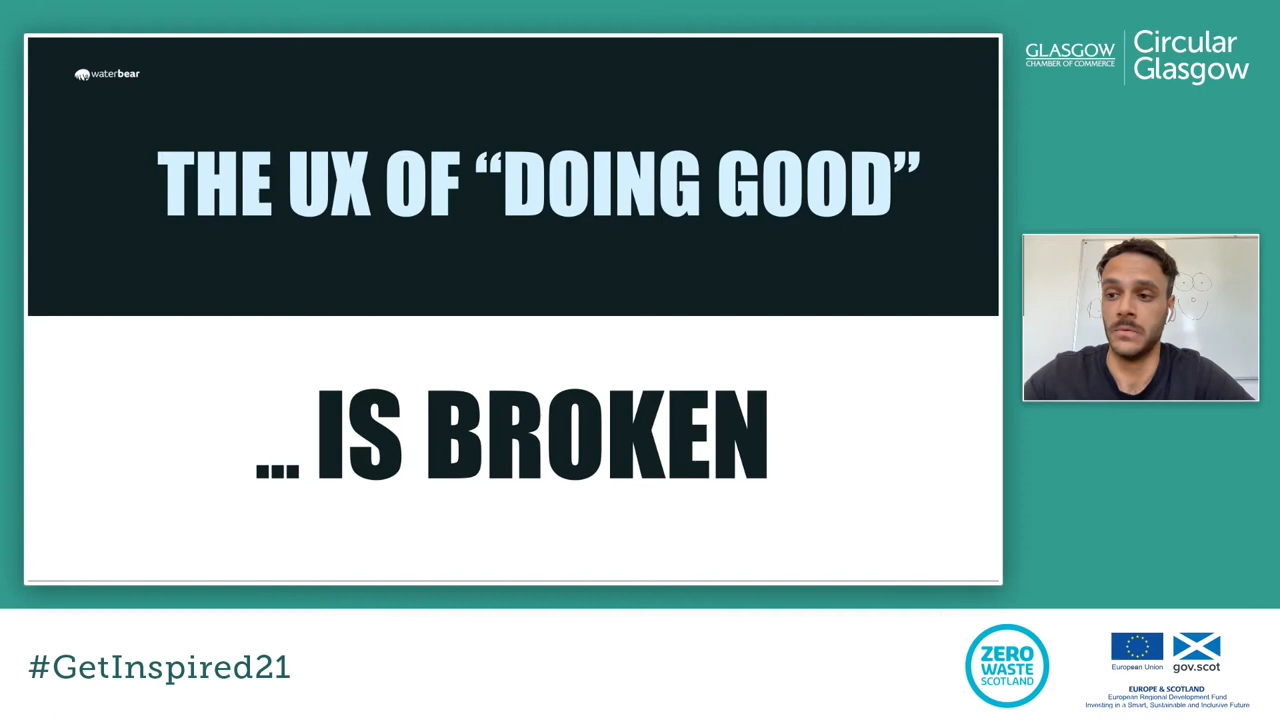 waterbear
THE UX OF “DOING GOOD”
... IS BROKEN
GLASGOW
CHAMBER OF COMMERCE
Circular
Glasgow
#GetInspired21
ZERO
WASTE
SCOTLAND
European Union
gov.scot
EUROPE & SCOTLAND
European Regional Development Fund
Investing in a Smart, Sustainable and Inclusive Future